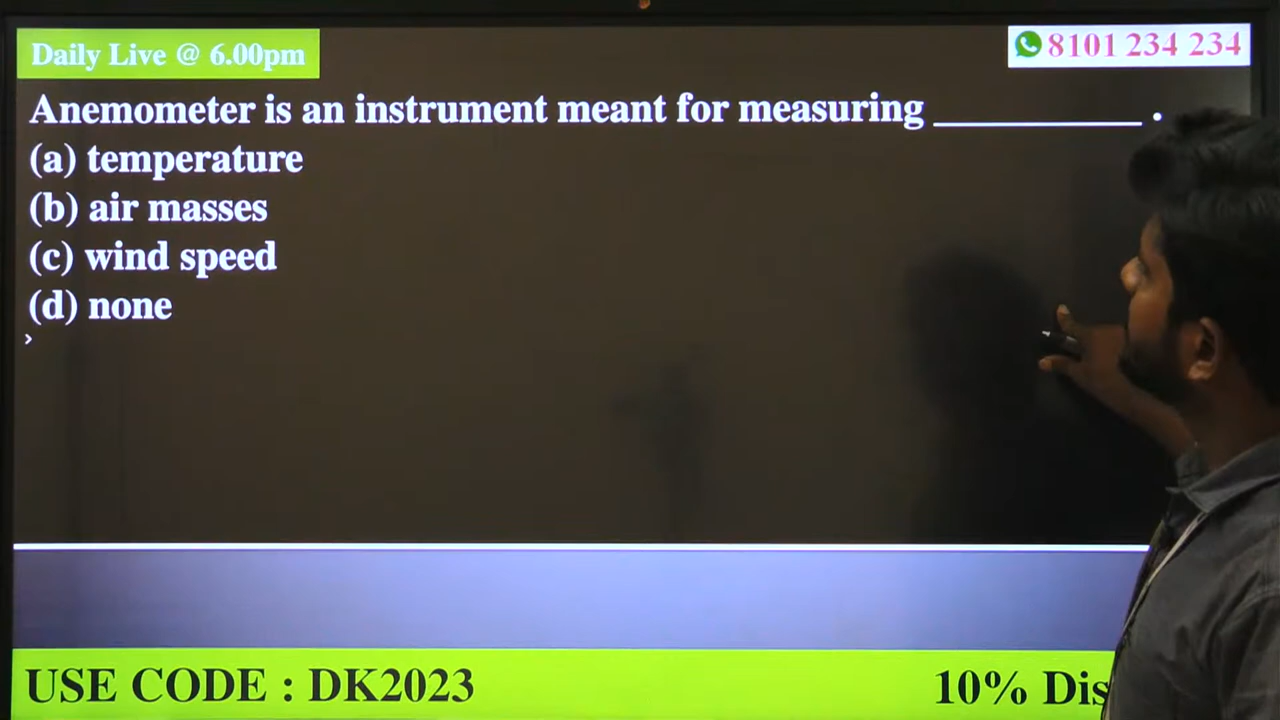 Daily Live @ 6.00pm
8101 234 234
Anemometer is an instrument meant for measuring __________ .
(a) temperature
(b) air masses
(c) wind speed
(d) none
USE CODE : DK2023
10% Dis